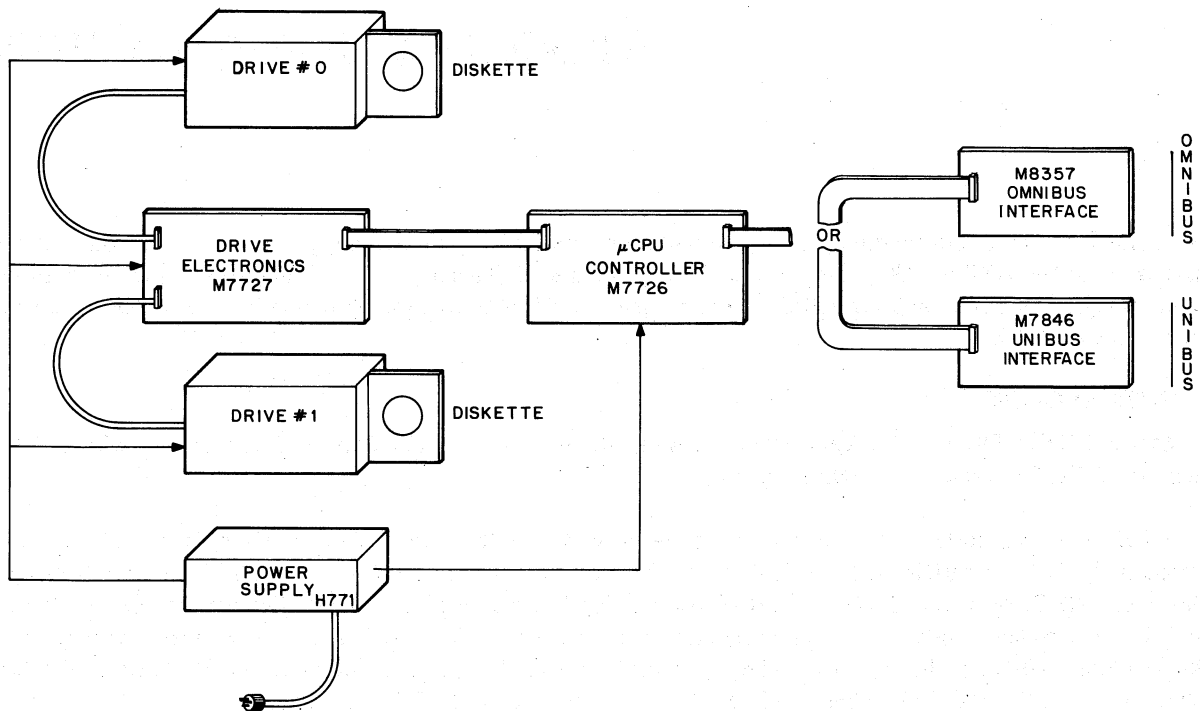 DRIVE #0
DISKETTE
DRIVE
ELECTRONICS
M7727
µCPU
CONTROLLER
M7726
OR
M8357
OMNIBUS
INTERFACE
OMNIBUS
M7846
UNIBUS
INTERFACE
UNIBUS
DRIVE #1
DISKETTE
POWER
SUPPLY
H771